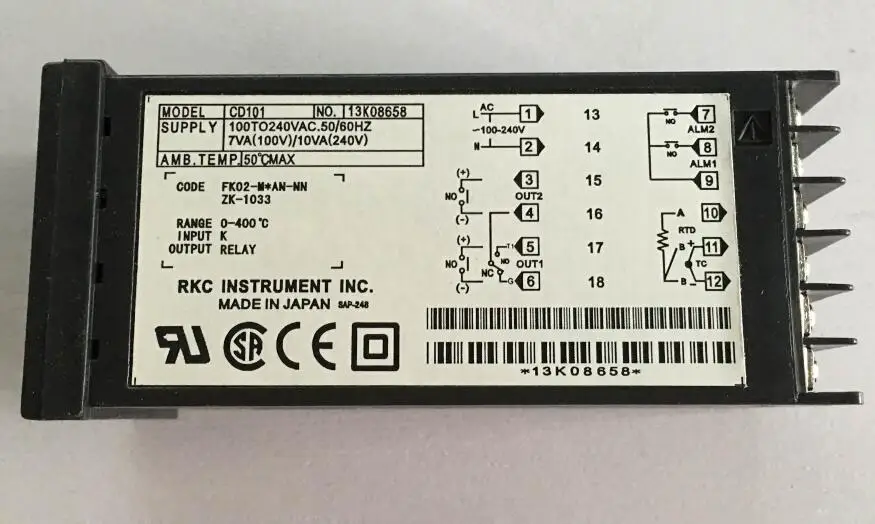 MODEL CD101 NO. 13K08658
SUPPLY 100TO240VAC.50/60HZ
7VA(100V)/10VA(240V)
AMB.TEMP. 50℃MAX
CODE FK02-M*AN-NN
ZK-1033
RANGE 0-400℃
INPUT K
OUTPUT RELAY
RKC INSTRUMENT INC.
MADE IN JAPAN SAP-248
AC
L 1
~100-240V
N 2
(+) 3
NO OUT2
(-) 4
(+) T1 5
NO NC NO OUT1
(-) G 6
13
14
15
16
17
18
7
NO ALM2
8
NO ALM1
9
A 10
RTD
B + 11
TC
B - 12
*13K08658*